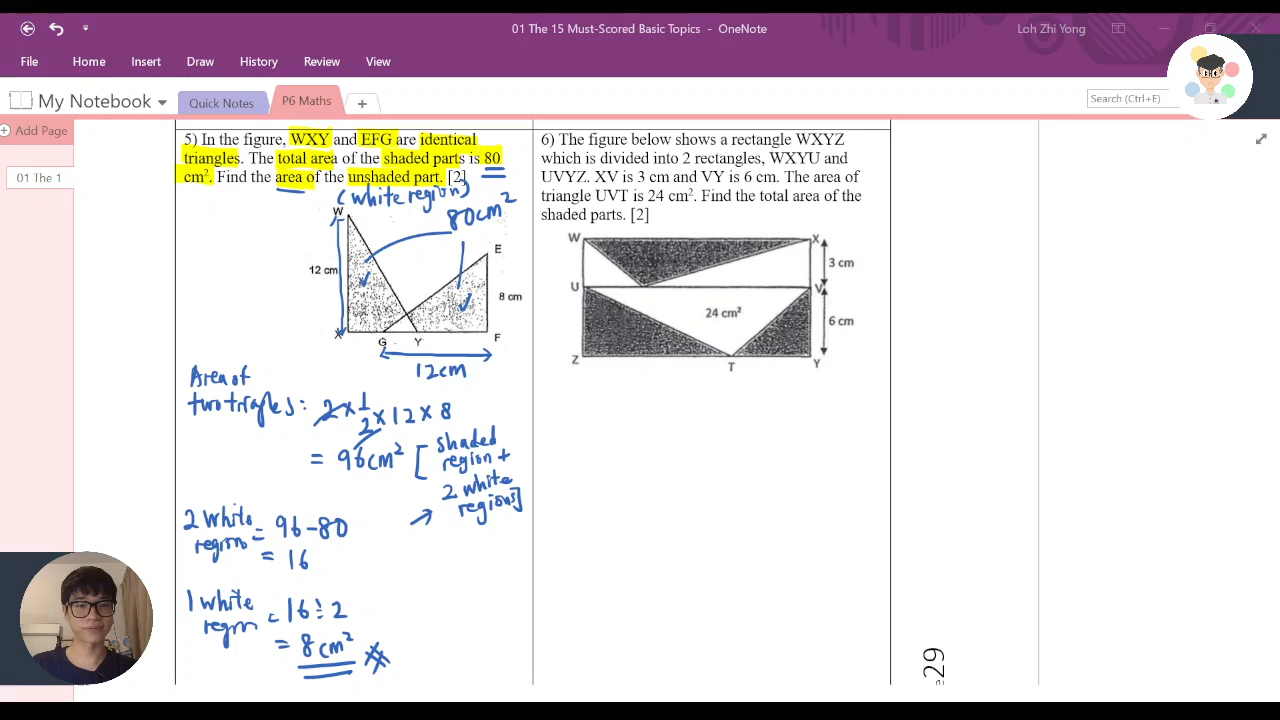 01 The 15 Must-Scored Basic Topics - OneNote
Loh Zhi Yong
File Home Insert Draw History Review View
My Notebook
Quick Notes
P6 Maths
+
Search (Ctrl+E)
+ Add Page
01 The 1
5) In the figure, WXY and EFG are identical
triangles. The total area of the shaded parts is 80
cm². Find the area of the unshaded part. [2]
(white region)
80cm²
W
E
12 cm
8 cm
X
G
Y
F
12cm
Area of
two triagles: 2 × 1/2 × 12 × 8
= 96cm² [shaded
region +
2 white
regions]
2 white
region = 96-80
= 16
1 white
regin = 16÷2
= 8cm²
6) The figure below shows a rectangle WXYZ
which is divided into 2 rectangles, WXYU and
UVYZ. XV is 3 cm and VY is 6 cm. The area of
triangle UVT is 24 cm². Find the total area of the
shaded parts. [2]
W
X
3 cm
U
V
24 cm²
6 cm
Z
T
Y
29